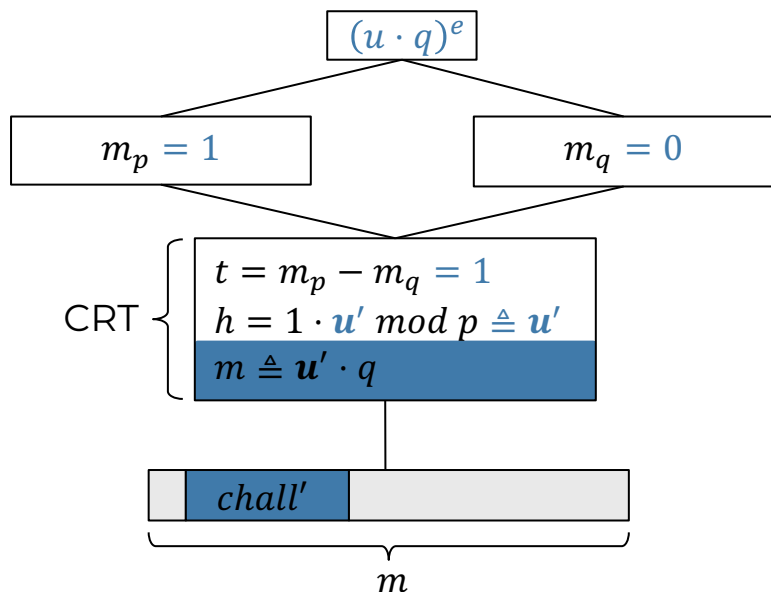 (u · q)^e
m_p = 1
m_q = 0
CRT
t = m_p − m_q = 1
h = 1 · u′ mod p ≜ u′
m ≜ u′ · q
chall′
m